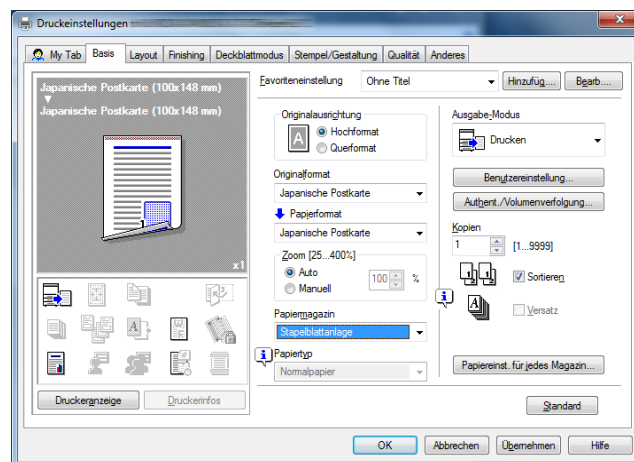 Druckeinstellungen
My Tab Basis Layout Finishing Deckblattmodus Stempel/Gestaltung Qualität Anderes
Japanische Postkarte (100x148 mm)
Japanische Postkarte (100x148 mm)
1
x1
Druckeranzeige Druckerinfos
Favoriteneinstellung Ohne Titel Hinzufüg.... Bearb....
Originalausrichtung
A
Hochformat
Querformat
Originalformat
Japanische Postkarte
Papierformat
Japanische Postkarte
Zoom [25...400%]
Auto
Manuell
100 %
Papiermagazin
Stapelblattanlage
Papiertyp
Normalpapier
Ausgabe-Modus
Drucken
Benutzereinstellung...
Authent./Volumenverfolgung...
Kopien
1 [1...9999]
Sortieren
Versatz
Papiereinst. für jedes Magazin...
Standard
OK Abbrechen Übernehmen Hilfe